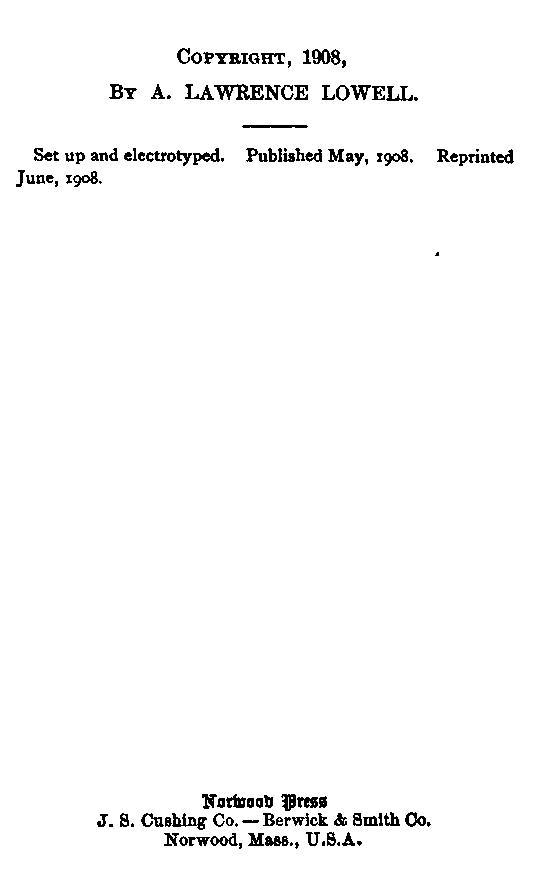 COPYRIGHT, 1908,
BY A. LAWRENCE LOWELL.
Set up and electrotyped. Published May, 1908. Reprinted
June, 1908.
Norwood Press
J. S. Cushing Co. — Berwick & Smith Co.
Norwood, Mass., U.S.A.